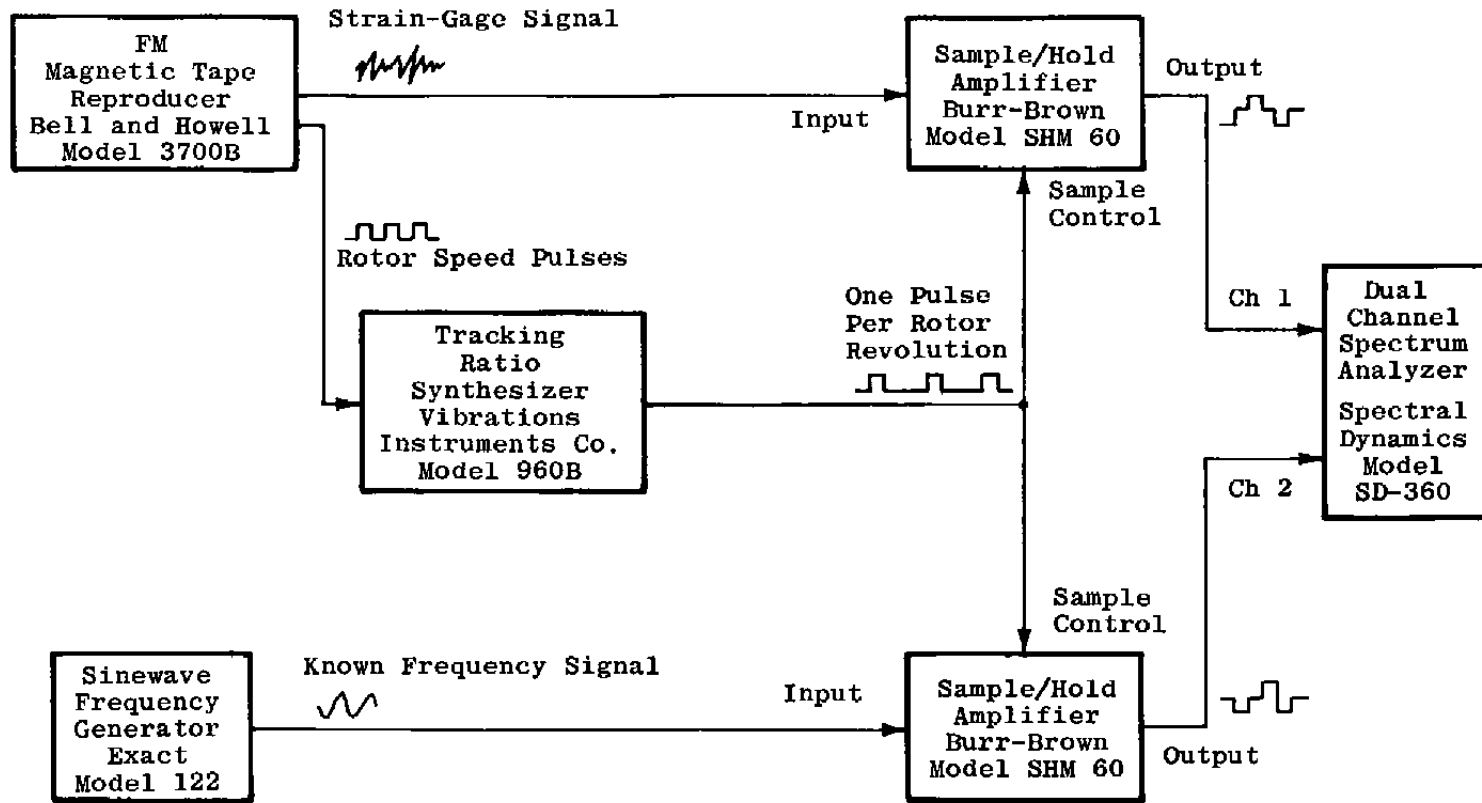 FM
Magnetic Tape
Reproducer
Bell and Howell
Model 3700B
Strain-Gage Signal
Input
Sample/Hold
Amplifier
Burr-Brown
Model SHM 60
Output
Sample
Control
Rotor Speed Pulses
Tracking
Ratio
Synthesizer
Vibrations
Instruments Co.
Model 960B
One Pulse
Per Rotor
Revolution
Ch 1
Dual
Channel
Spectrum
Analyzer
Spectral
Dynamics
Model
SD-360
Ch 2
Sample
Control
Sinewave
Frequency
Generator
Exact
Model 122
Known Frequency Signal
Input
Sample/Hold
Amplifier
Burr-Brown
Model SHM 60
Output